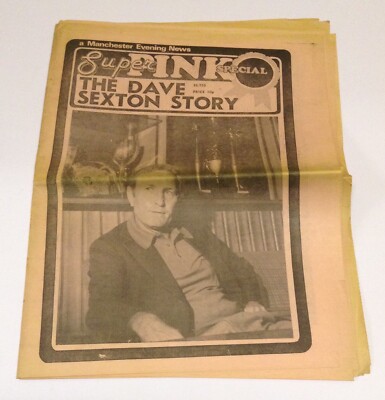 a Manchester Evening News
Super PINK SPECIAL
THE DAVE
SEXTON STORY